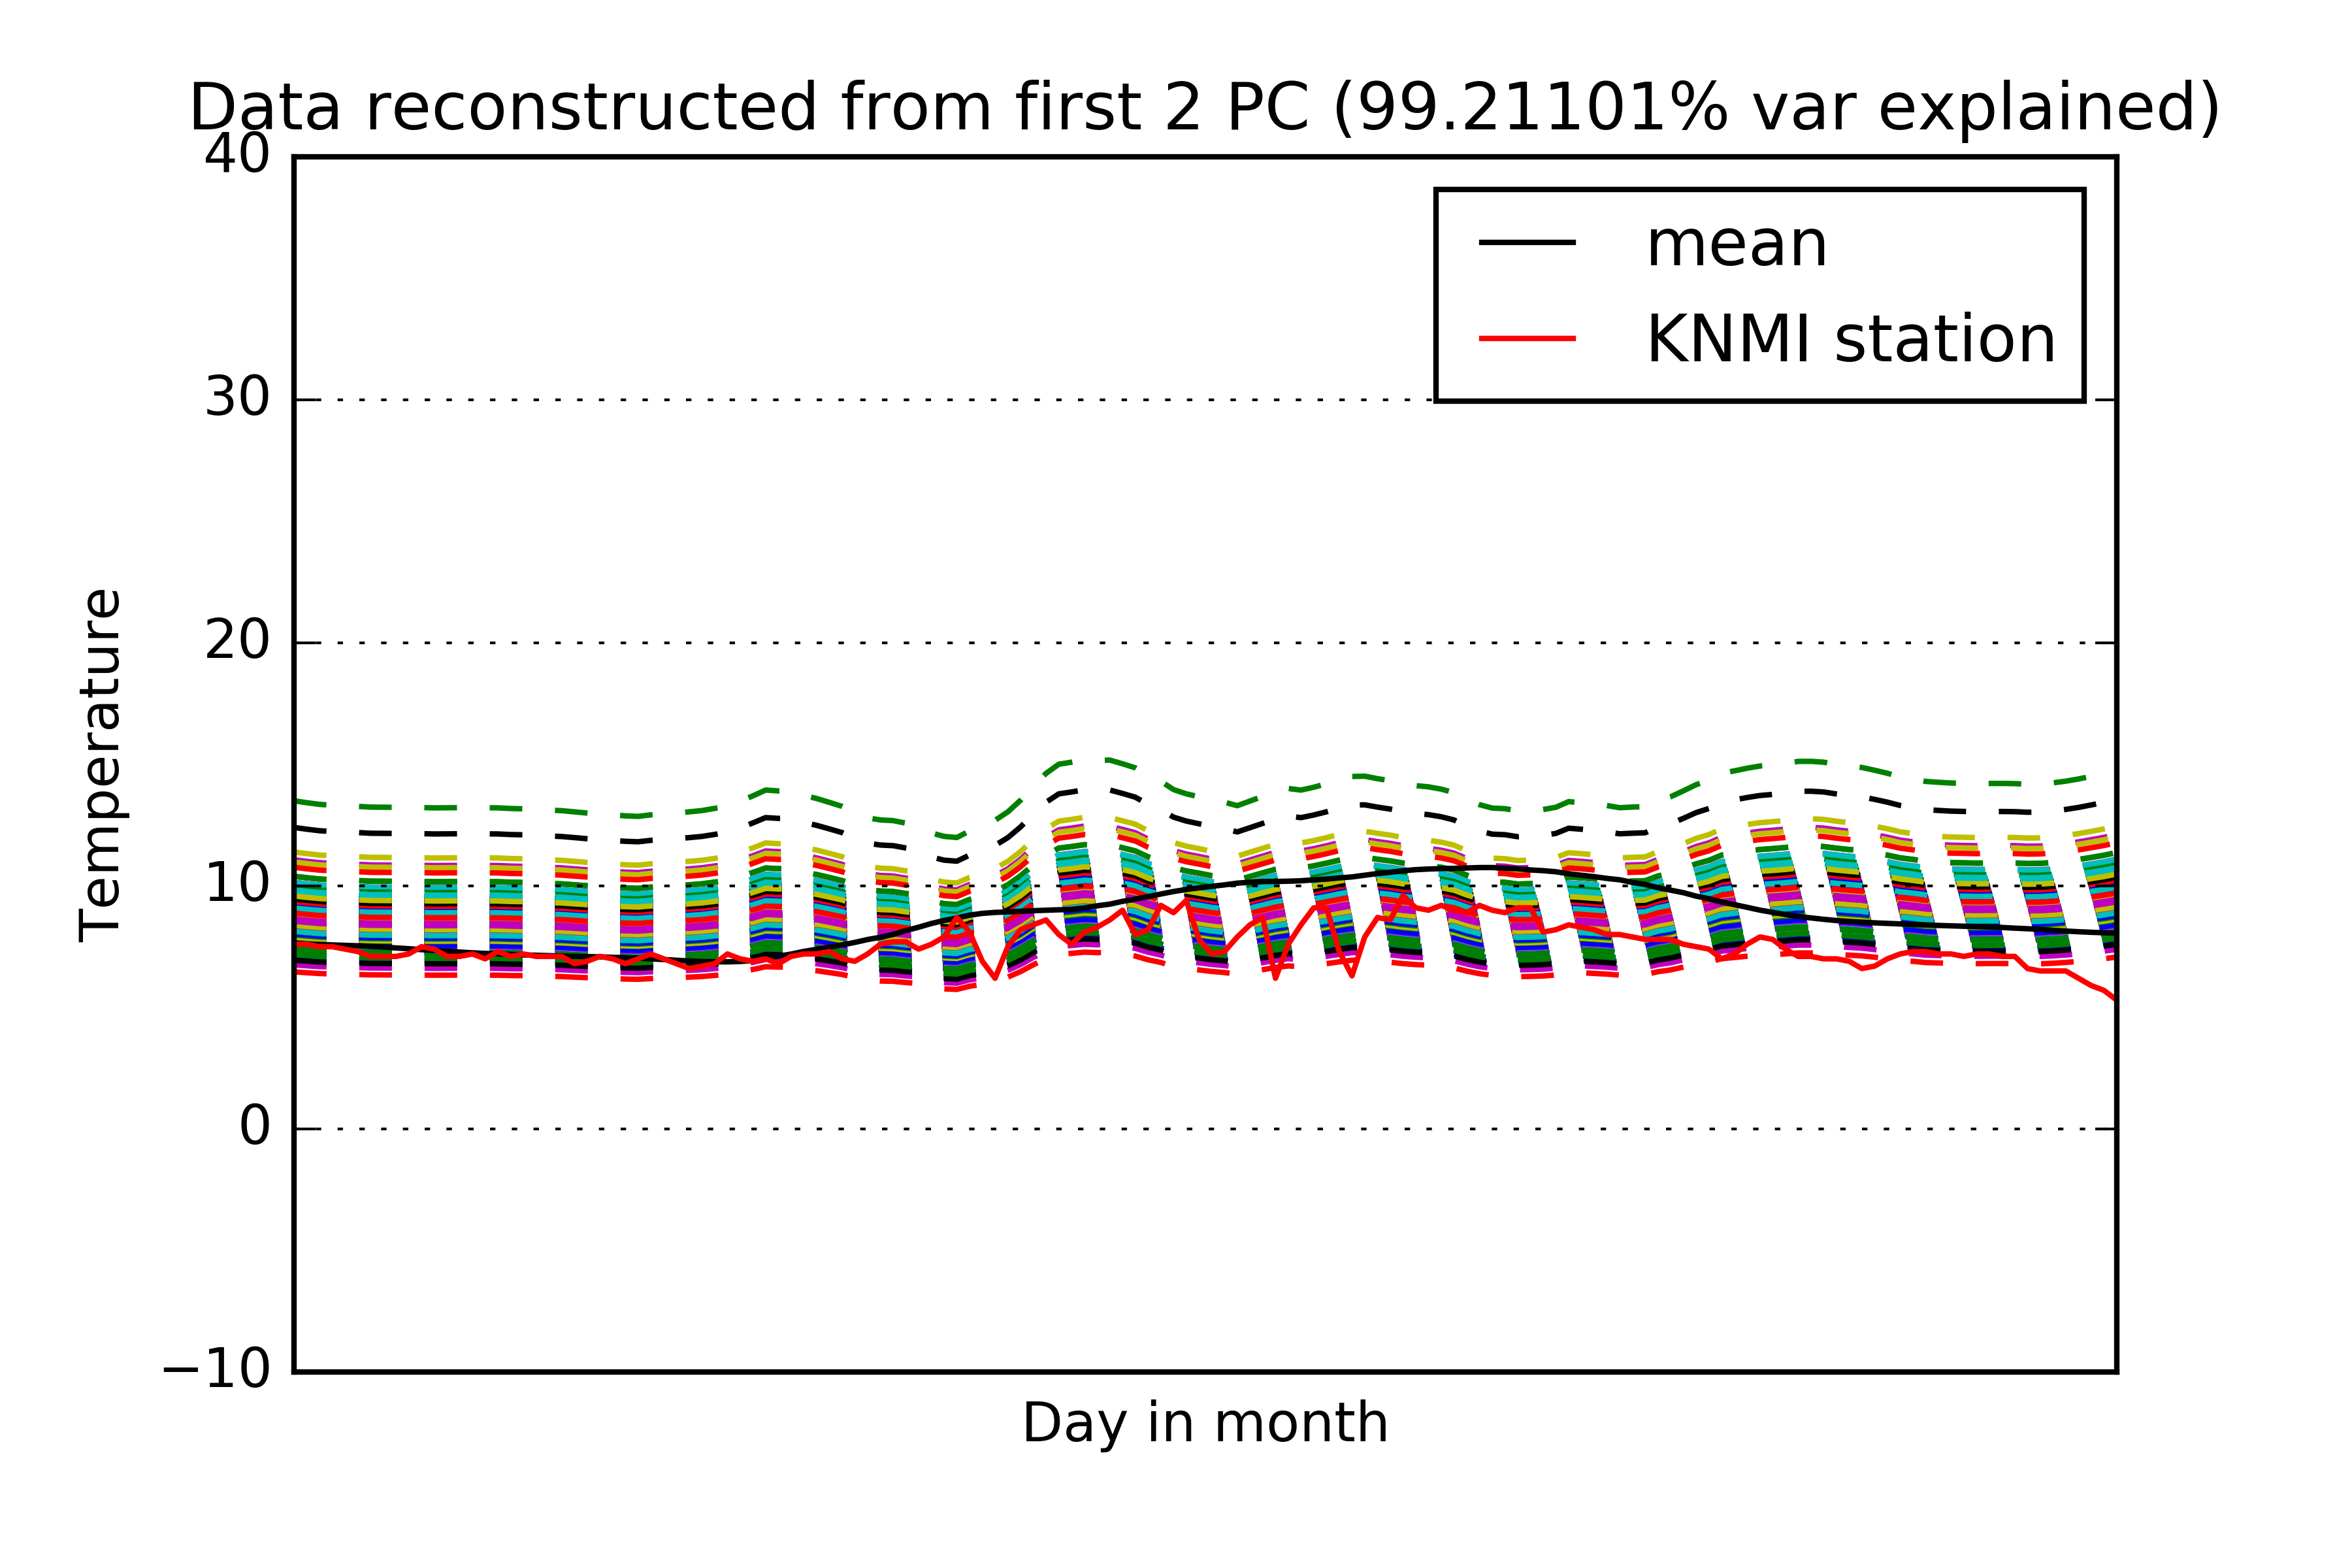 Data reconstructed from first 2 PC (99.21101% var explained)
40
30
20
10
0
−10
Temperature
mean
KNMI station
Day in month